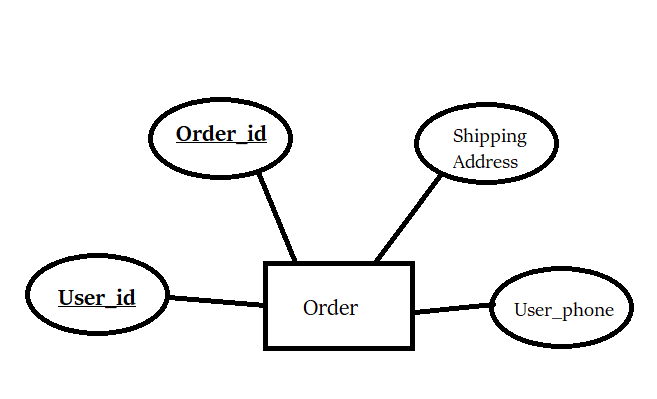 Order_id
Shipping
Address
User_id
Order
User_phone